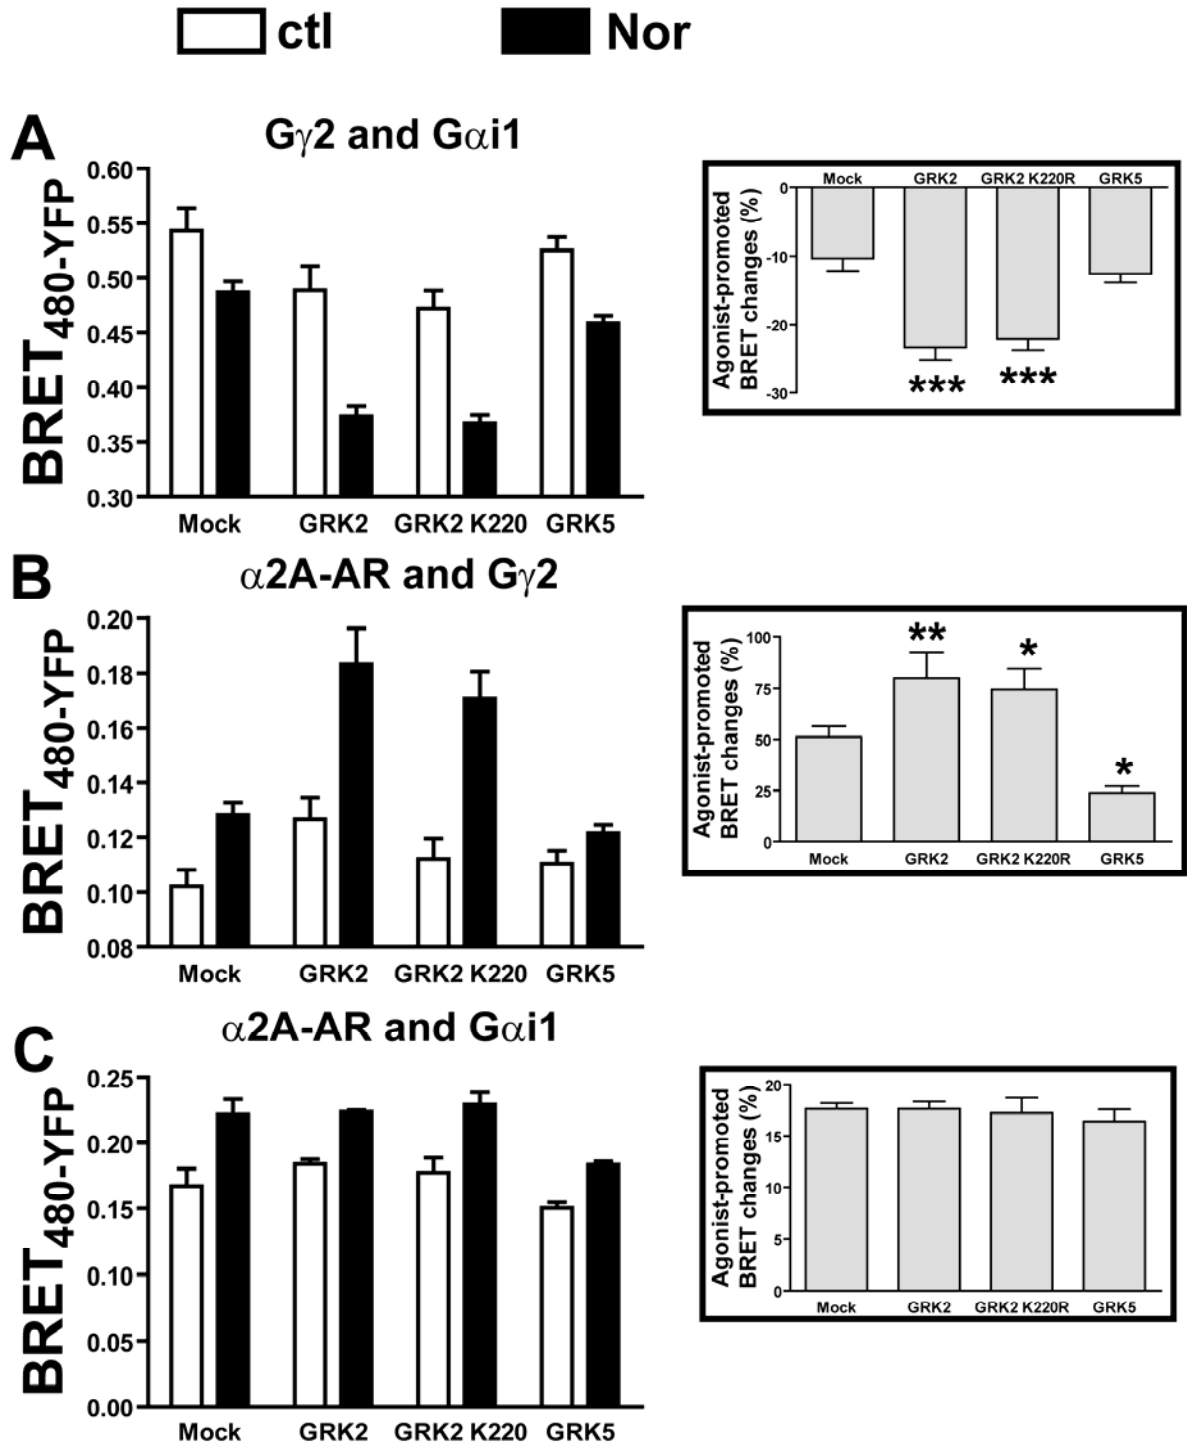 ctl Nor
A
Gγ2 and Gαi1
BRET480-YFP
0.60
0.55
0.50
0.45
0.40
0.35
0.30
Mock GRK2 GRK2 K220 GRK5
Agonist-promoted
BRET changes (%)
Mock GRK2 GRK2 K220R GRK5
0
-10
-20
-30
*** ***
B
α2A-AR and Gγ2
BRET480-YFP
0.20
0.18
0.16
0.14
0.12
0.10
0.08
Mock GRK2 GRK2 K220 GRK5
Agonist-promoted
BRET changes (%)
100
75
50
25
0
** * *
Mock GRK2 GRK2 K220R GRK5
C
α2A-AR and Gαi1
BRET480-YFP
0.25
0.20
0.15
0.10
0.05
0.00
Mock GRK2 GRK2 K220 GRK5
Agonist-promoted
BRET changes (%)
20
15
10
5
0
Mock GRK2 GRK2 K220R GRK5